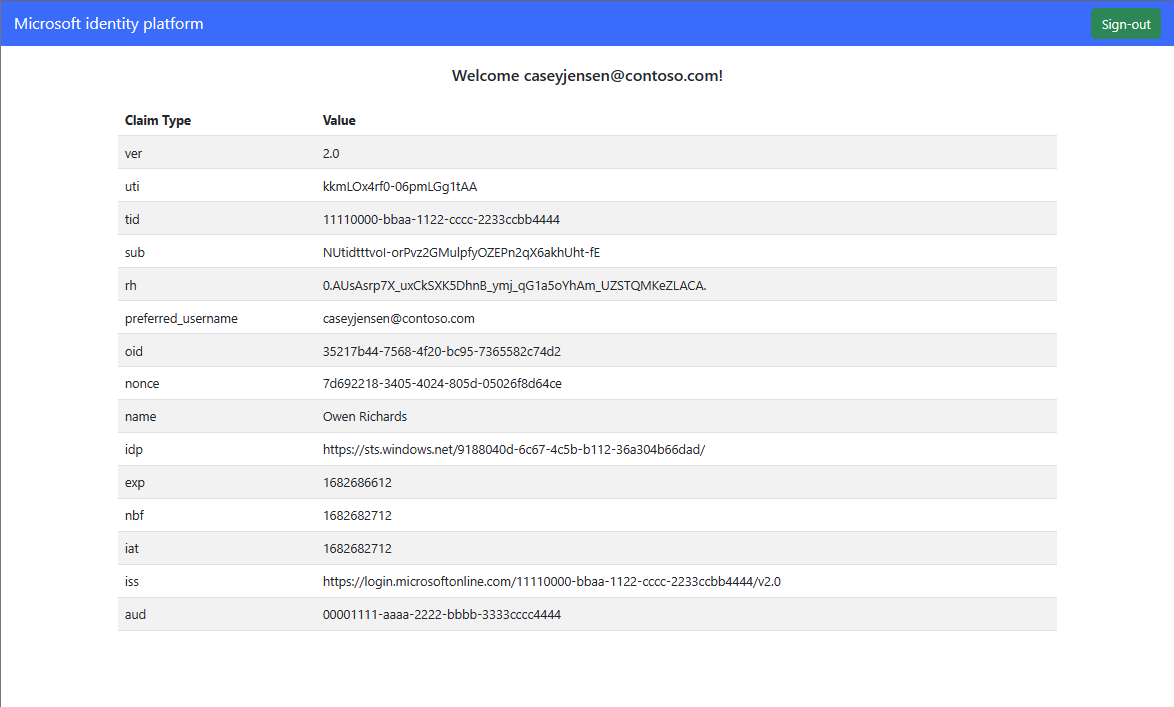 Microsoft identity platform Sign-out
Welcome caseyjensen@contoso.com!
Claim Type Value
ver 2.0
uti kkmLOx4rf0-06pmLGg1tAA
tid 11110000-bbaa-1122-cccc-2233ccbb4444
sub NUtidtttvoI-orPvz2GMulpfyOZEPn2qX6akhUht-fE
rh 0.AUsAsrp7X_uxCkSXK5DhnB_ymj_qG1a5oYhAm_UZSTQMKeZLACA.
preferred_username caseyjensen@contoso.com
oid 35217b44-7568-4f20-bc95-7365582c74d2
nonce 7d692218-3405-4024-805d-05026f8d64ce
name Owen Richards
idp https://sts.windows.net/9188040d-6c67-4c5b-b112-36a304b66dad/
exp 1682686612
nbf 1682682712
iat 1682682712
iss https://login.microsoftonline.com/11110000-bbaa-1122-cccc-2233ccbb4444/v2.0
aud 00001111-aaaa-2222-bbbb-3333cccc4444